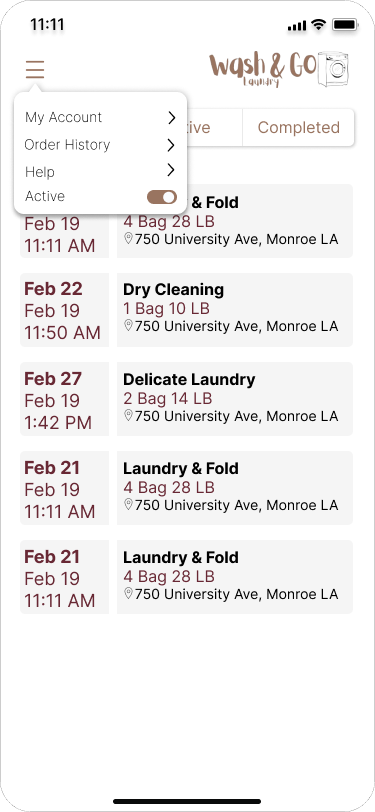 11:11
Wash & GO
laundry
My Account
Order History
Help
Active
Completed
Feb 19
11:11 AM
& Fold
4 Bag 28 LB
750 University Ave, Monroe LA
Feb 22
Feb 19
11:50 AM
Dry Cleaning
1 Bag 10 LB
750 University Ave, Monroe LA
Feb 27
Feb 19
1:42 PM
Delicate Laundry
2 Bag 14 LB
750 University Ave, Monroe LA
Feb 21
Feb 19
11:11 AM
Laundry & Fold
4 Bag 28 LB
750 University Ave, Monroe LA
Feb 21
Feb 19
11:11 AM
Laundry & Fold
4 Bag 28 LB
750 University Ave, Monroe LA